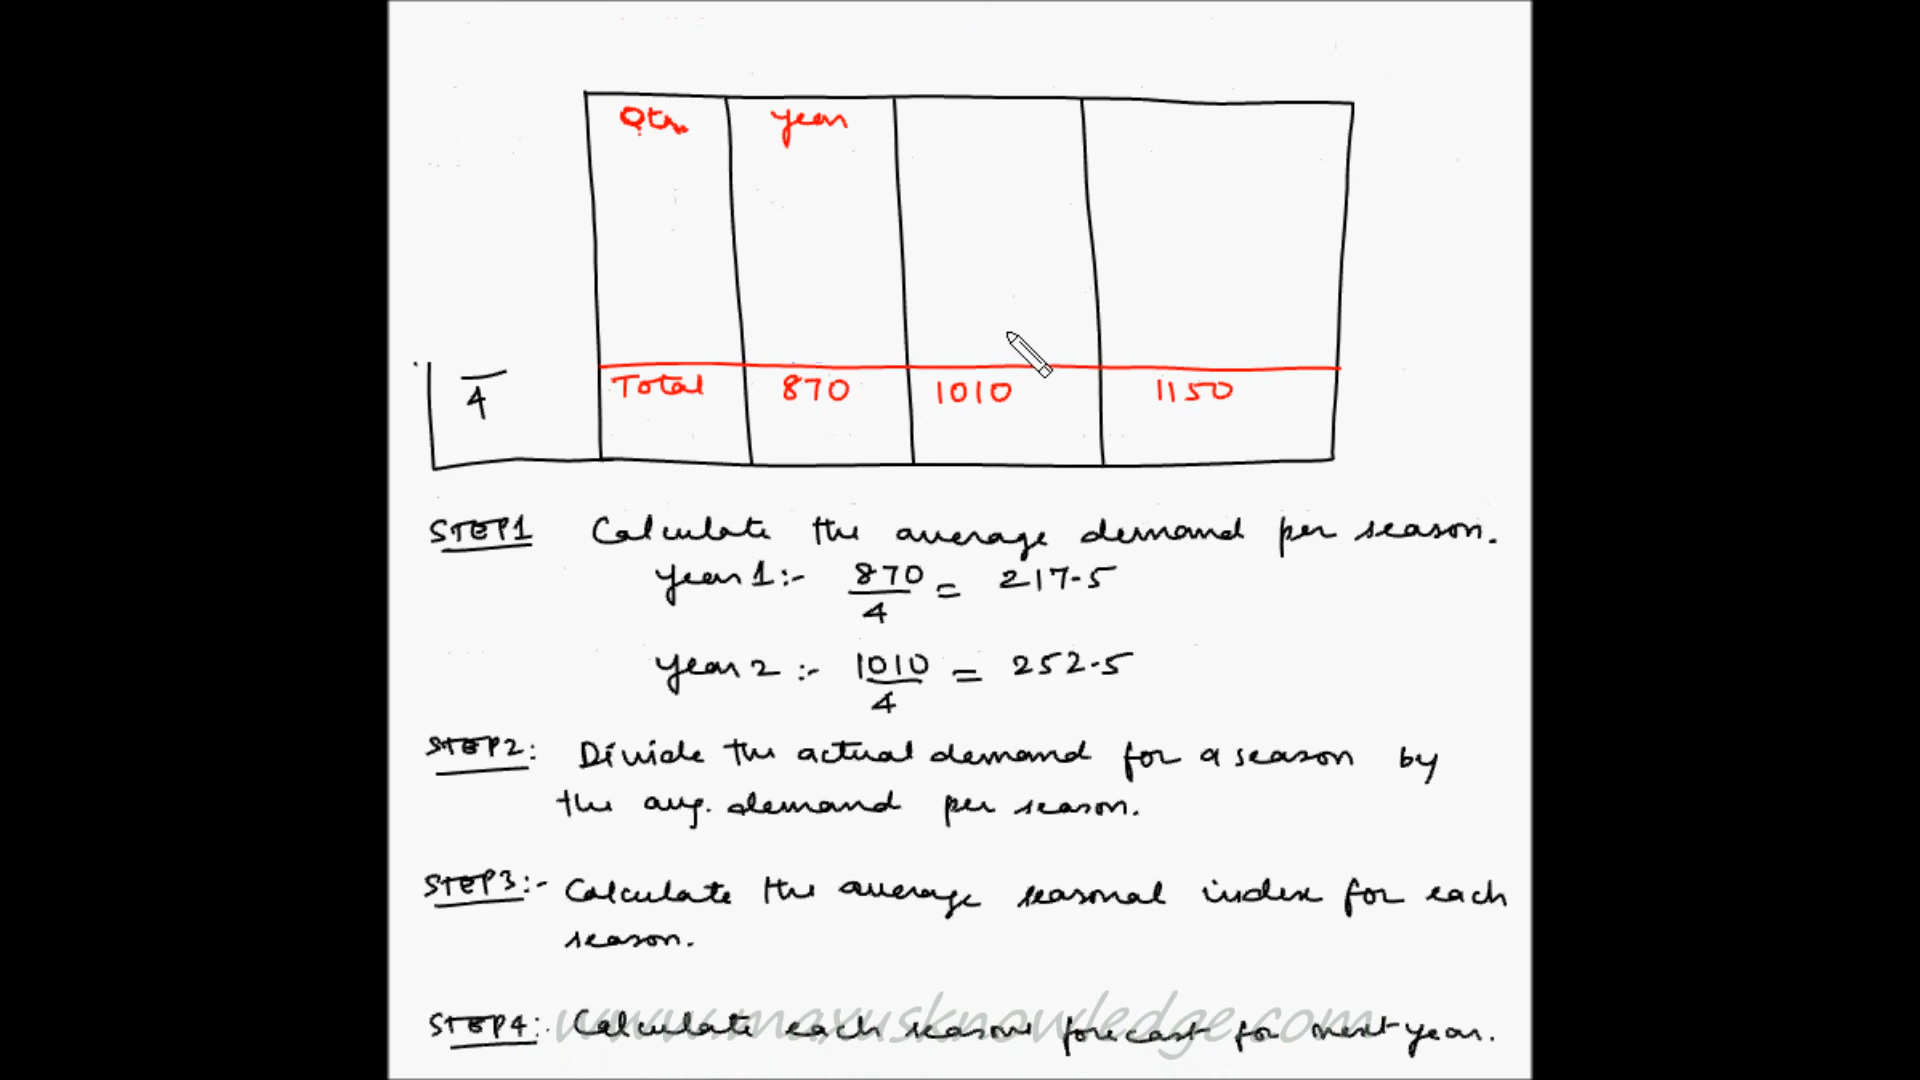 Qtr. year
Total 870 1010 1150
4
STEP1 Calculate the average demand per season.
year 1:- 870/4 = 217.5
year 2:- 1010/4 = 252.5
STEP2: Divide the actual demand for a season by
the avg. demand per season.
STEP3:- Calculate the average seasonal index for each
season.
STEP4:- Calculate each seasons forecast for next year.
www.maxusknowledge.com